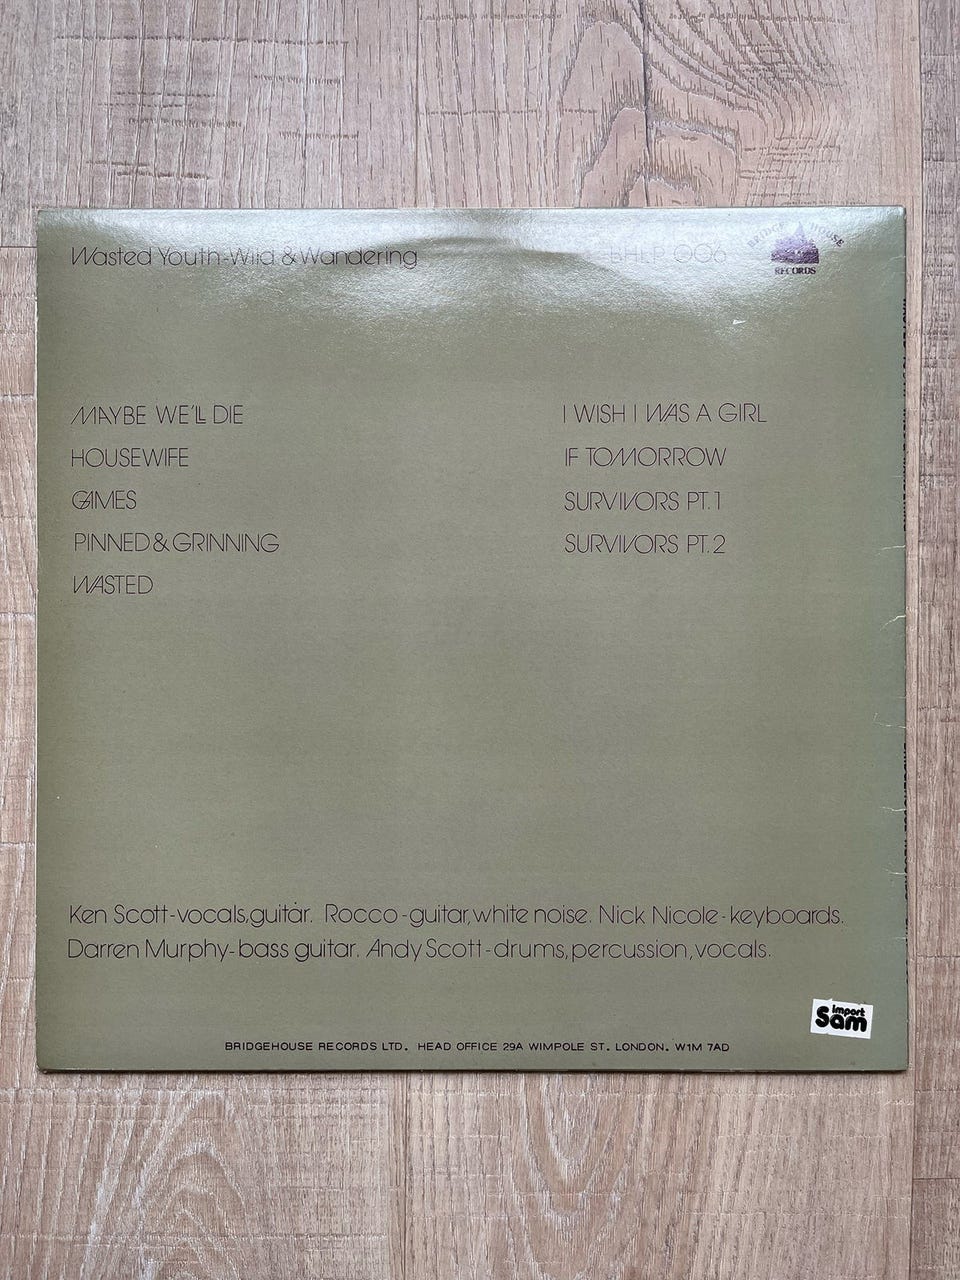 Wasted Youth-Wild & Wandering
BHLP 006
BRIDGE HOUSE
RECORDS
MAYBE WE'LL DIE
HOUSEWIFE
GAMES
PINNED & GRINNING
WASTED
I WISH I WAS A GIRL
IF TOMORROW
SURVIVORS PT. 1
SURVIVORS PT. 2
Ken Scott-vocals,guitar. Rocco-guitar,white noise. Nick Nicole-keyboards.
Darren Murphy-bass guitar. Andy Scott-drums,percussion,vocals.
Import
Sam
BRIDGEHOUSE RECORDS LTD. HEAD OFFICE 29A WIMPOLE ST. LONDON. W1M 7AD